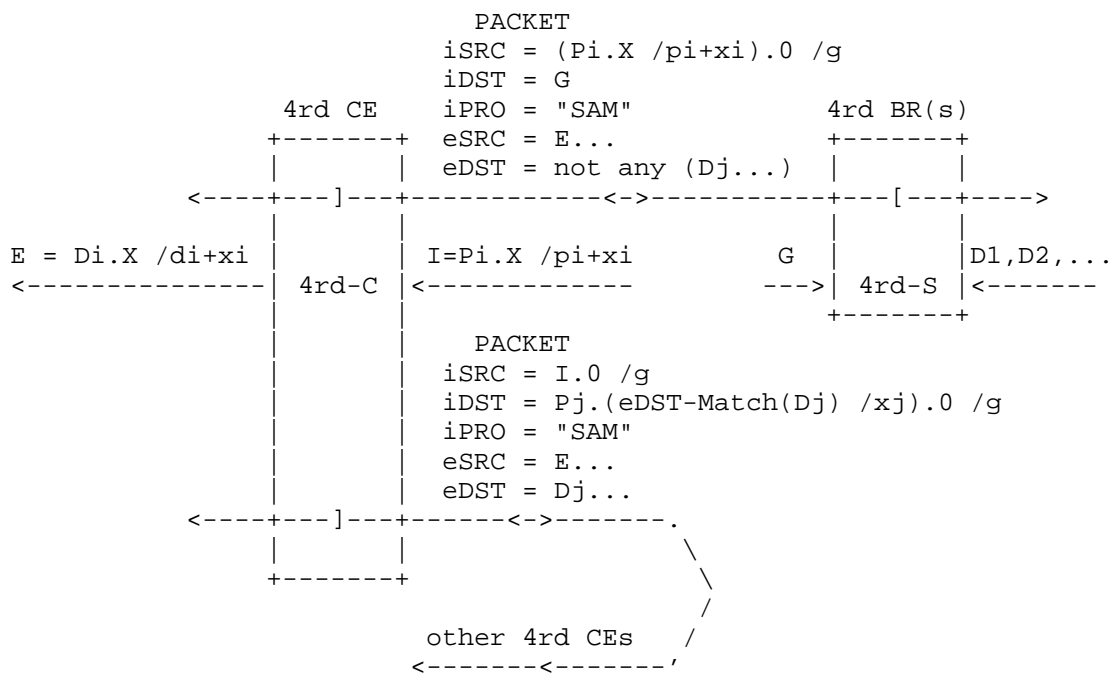 PACKET
iSRC = (Pi.X /pi+xi).0 /g
iDST = G
4rd CE iPRO = "SAM" 4rd BR(s)
+-------+ eSRC = E... +-------+
| | eDST = not any (Dj...) | |
<----+---]---+------------<->-----------+---[---+---->
| | | |
E = Di.X /di+xi | | I=Pi.X /pi+xi G | |D1,D2,...
<---------------| 4rd-C |<------------- --->| 4rd-S |<-------
| | +-------+
| | PACKET
| | iSRC = I.0 /g
| | iDST = Pj.(eDST-Match(Dj) /xj).0 /g
| | iPRO = "SAM"
| | eSRC = E...
| | eDST = Dj...
<----+---]---+------<->-------.
| | \
+-------+ \
/
other 4rd CEs /
<-------<-------'